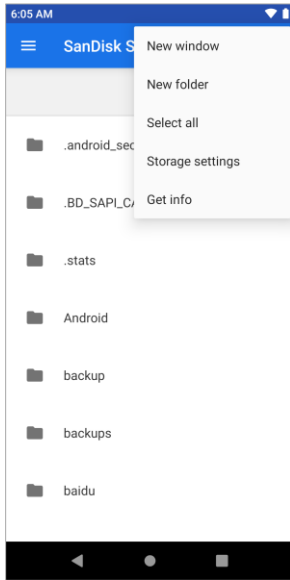 6:05 AM
SanDisk S
New window
New folder
Select all
Storage settings
Get info
.android_sec
.BD_SAPI_CA
.stats
Android
backup
backups
baidu